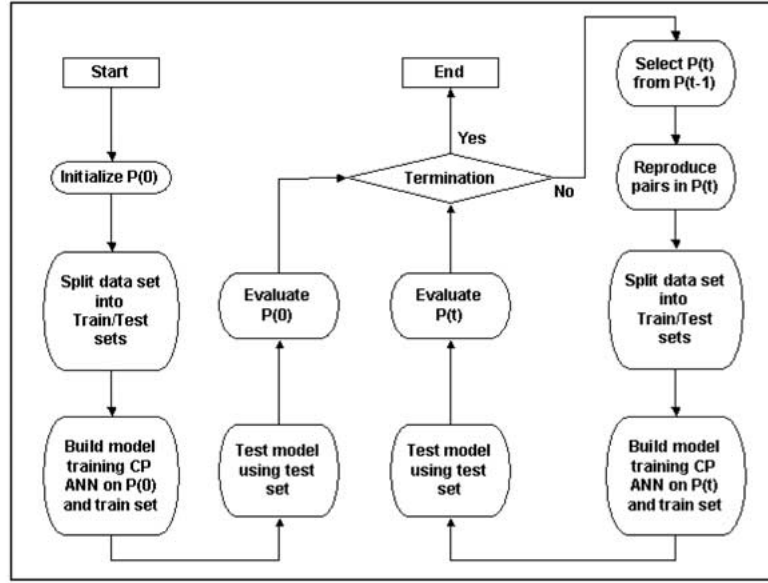 Start
Initialize P(0)
Split data set
into
Train/Test
sets
Build model
training CP
ANN on P(0)
and train set
Test model
using test
set
Evaluate
P(0)
Termination
Yes
End
No
Select P(t)
from P(t-1)
Reproduce
pairs in P(t)
Split data set
into
Train/Test
sets
Build model
training CP
ANN on P(t)
and train set
Test model
using test
set
Evaluate
P(t)